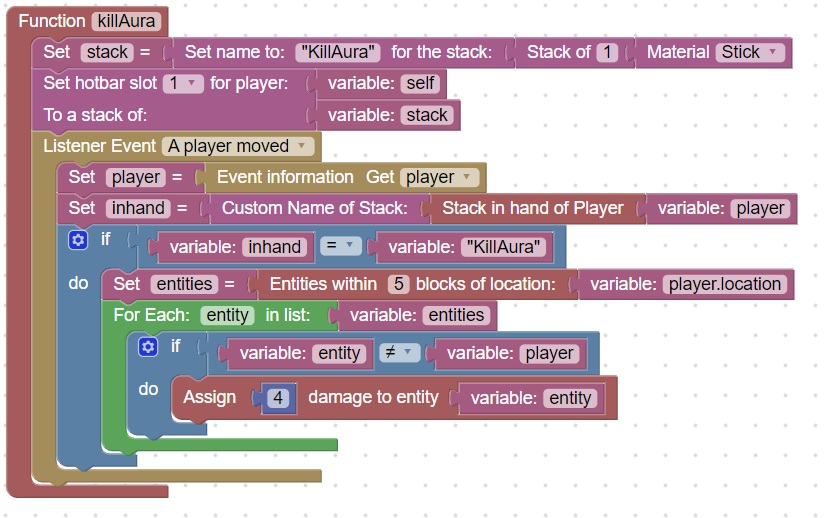 Function killAura
Set stack = Set name to: "KillAura" for the stack: Stack of 1 Material Stick
Set hotbar slot 1 for player: variable: self
To a stack of: variable: stack
Listener Event A player moved
Set player = Event information Get player
Set inhand = Custom Name of Stack: Stack in hand of Player variable: player
if variable: inhand = variable: "KillAura"
do Set entities = Entities within 5 blocks of location: variable: player.location
For Each: entity in list: variable: entities
if variable: entity ≠ variable: player
do Assign 4 damage to entity variable: entity